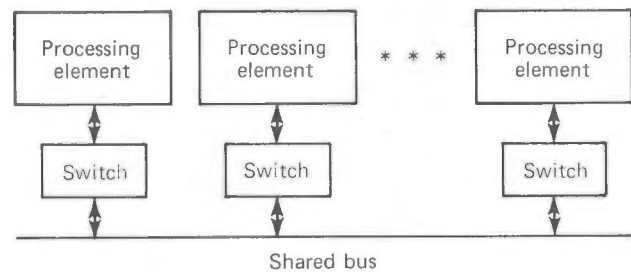 Processing
element
Processing
element
* * *
Processing
element
Switch
Switch
Switch
Shared bus